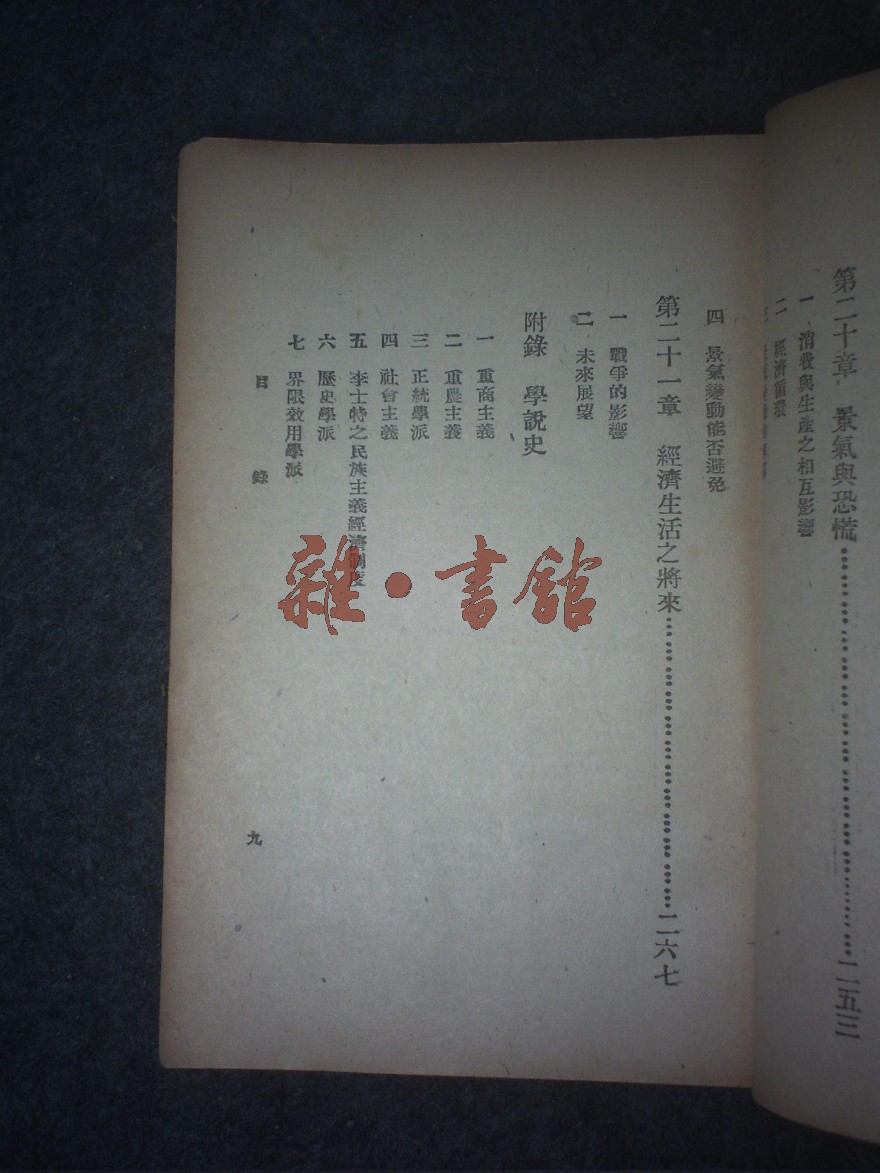 第二十章 景氣與恐慌……………………二五三
一 消費與生產之相互影響
二 經濟循環
四 景氣變動能否避免
第二十一章 經濟生活之將來……………………二六七
一 戰爭的影響
二 未來展望
附錄 學說史
一 重商主義
二 重農主義
三 正統學派
四 社會主義
五 李士特之民族主義經濟制度
六 歷史學派
七 界限效用學派
目錄
九
雜·書館